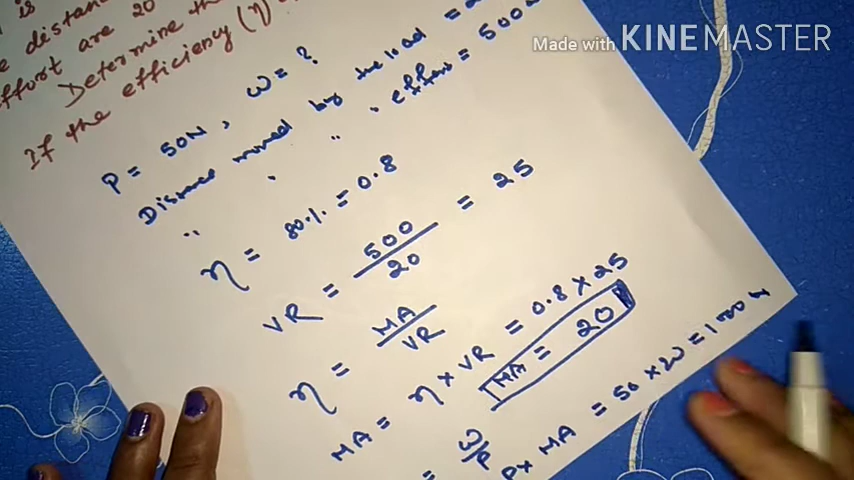 is
distan
effort are 20
Determine the
If the efficiency (η)
P = 50N, W = ?
Distance moved by the load = 2
" " " effort = 500
η = 80% = 0.8
VR = 500/20 = 25
η = MA/VR
MA = η × VR = 0.8 × 25
MA = 20
= W/P
P × MA = 50 × 20 = 1000 N
Made with KINEMASTER